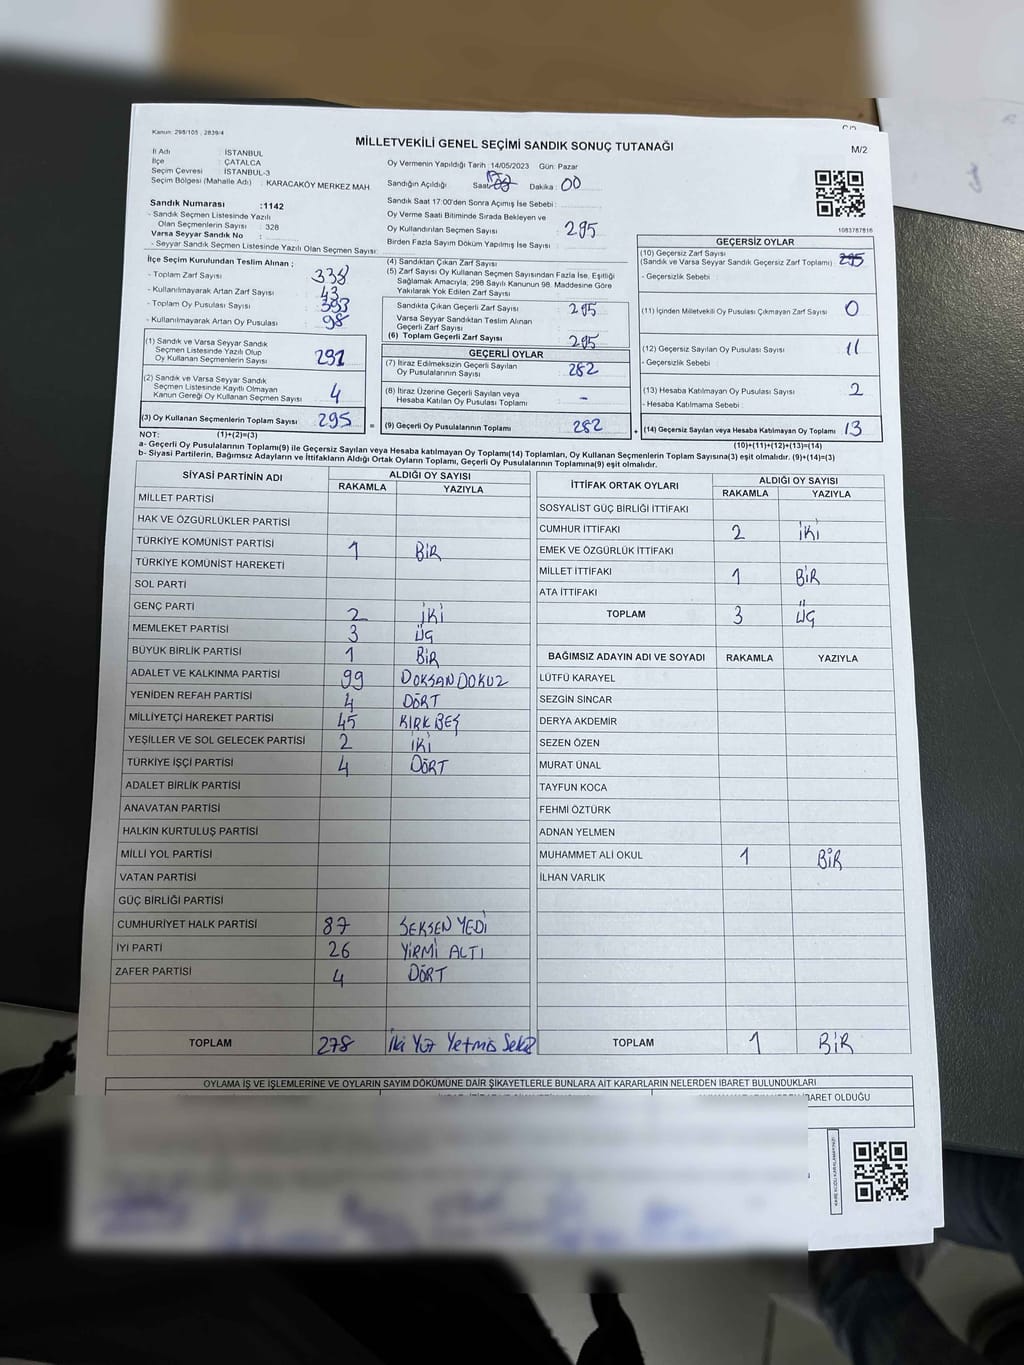 Kanun: 298/105 , 2839/4
MİLLETVEKİLİ GENEL SEÇİMİ SANDIK SONUÇ TUTANAĞI
M/2
İl Adı : İSTANBUL
İlçe : ÇATALCA
Seçim Çevresi : İSTANBUL-3
Seçim Bölgesi (Mahalle Adı) : KARACAKÖY MERKEZ MAH
Oy Vermenin Yapıldığı Tarih :14/05/2023 Gün: Pazar
Sandığın Açıldığı Saat: Dakika : 00
Sandık Saat 17:00'den Sonra Açımış İse Sebebi :
Sandık Numarası :1142
- Sandık Seçmen Listesinde Yazılı
Olan Seçmenlerin Sayısı : 328
Varsa Seyyar Sandık No :
- Seyyar Sandık Seçmen Listesinde Yazılı Olan Seçmen Sayısı:
Oy Verme Saati Bitiminde Sırada Bekleyen ve
Oy Kullandırılan Seçmen Sayısı : 295
Birden Fazla Sayım Döküm Yapılmış İse Sayısı :
1083787816
İlçe Seçim Kurulundan Teslim Alınan ;
- Toplam Zarf Sayısı : 338
- Kullanılmayarak Artan Zarf Sayısı : 43
- Toplam Oy Pusulası Sayısı : 393
- Kullanılmayarak Artan Oy Pusulası : 98
(4) Sandıktan Çıkan Zarf Sayısı :
(5) Zarf Sayısı Oy Kullanan Seçmen Sayısından Fazla İse, Eşitliği
Sağlamak Amacıyla; 298 Sayılı Kanunun 98. Maddesine Göre
Yakılarak Yok Edilen Zarf Sayısı :
Sandıkta Çıkan Geçerli Zarf Sayısı : 295
Varsa Seyyar Sandıktan Teslim Alınan
Geçerli Zarf Sayısı :
(6) Toplam Geçerli Zarf Sayısı : 295
GEÇERSİZ OYLAR
(10) Geçersiz Zarf Sayısı
(Sandık ve Varsa Seyyar Sandık Geçersiz Zarf Toplamı) : 295
- Geçersizlik Sebebi :
(11) İçinden Milletvekili Oy Pusulası Çıkmayan Zarf Sayısı : 0
(12) Geçersiz Sayılan Oy Pusulası Sayısı : 11
- Geçersizlik Sebebi :
(13) Hesaba Katılmayan Oy Pusulası Sayısı : 2
- Hesaba Katılmama Sebebi :
(14) Geçersiz Sayılan veya Hesaba Katılmayan Oy Toplamı : 13
(10)+(11)+(12)+(13)=(14)
(1) Sandık ve Varsa Seyyar Sandık
Seçmen Listesinde Yazılı Olup
Oy Kullanan Seçmenlerin Sayısı : 291
(2) Sandık ve Varsa Seyyar Sandık
Seçmen Listesinde Kayıtlı Olmayan
Kanun Gereği Oy Kullanan Seçmen Sayısı : 4
(3) Oy Kullanan Seçmenlerin Toplam Sayısı : 295
(1)+(2)=(3)
GEÇERLİ OYLAR
(7) İtiraz Edilmeksizin Geçerli Sayılan
Oy Pusulalarının Sayısı : 282
(8) İtiraz Üzerine Geçerli Sayılan veya
Hesaba Katılan Oy Pusulası Toplamı : -
= (9) Geçerli Oy Pusulalarının Toplamı : 282 +
NOT:
a- Geçerli Oy Pusulalarının Toplamı(9) ile Geçersiz Sayılan veya Hesaba katılmayan Oy Toplamı(14) Toplamları, Oy Kullanan Seçmenlerin Toplam Sayısına(3) eşit olmalıdır. (9)+(14)=(3)
b- Siyasi Partilerin, Bağımsız Adayların ve İttifakların Aldığı Ortak Oyların Toplamı, Geçerli Oy Pusulalarının Toplamına(9) eşit olmalıdır.
SİYASİ PARTİNİN ADI ALDIĞI OY SAYISI
RAKAMLA YAZIYLA
MİLLET PARTİSİ
HAK VE ÖZGÜRLÜKLER PARTİSİ
TÜRKİYE KOMÜNİST PARTİSİ 1 BİR
TÜRKİYE KOMÜNİST HAREKETİ
SOL PARTİ
GENÇ PARTİ 2 İKİ
MEMLEKET PARTİSİ 3 ÜÇ
BÜYÜK BİRLİK PARTİSİ 1 BİR
ADALET VE KALKINMA PARTİSİ 99 DOKSAN DOKUZ
YENİDEN REFAH PARTİSİ 4 DÖRT
MİLLİYETÇİ HAREKET PARTİSİ 45 KIRK BEŞ
YEŞİLLER VE SOL GELECEK PARTİSİ 2 İKİ
TÜRKİYE İŞÇİ PARTİSİ 4 DÖRT
ADALET BİRLİK PARTİSİ
ANAVATAN PARTİSİ
HALKIN KURTULUŞ PARTİSİ
MİLLİ YOL PARTİSİ
VATAN PARTİSİ
GÜÇ BİRLİĞİ PARTİSİ
CUMHURİYET HALK PARTİSİ 87 SEKSEN YEDİ
İYİ PARTİ 26 YİRMİ ALTI
ZAFER PARTİSİ 4 DÖRT
TOPLAM 278 İki Yüz Yetmiş Sekiz
İTTİFAK ORTAK OYLARI ALDIĞI OY SAYISI
RAKAMLA YAZIYLA
SOSYALİST GÜÇ BİRLİĞİ İTTİFAKI
CUMHUR İTTİFAKI 2 İKİ
EMEK VE ÖZGÜRLÜK İTTİFAKI
MİLLET İTTİFAKI 1 BİR
ATA İTTİFAKI
TOPLAM 3 ÜÇ
BAĞIMSIZ ADAYIN ADI VE SOYADI RAKAMLA YAZIYLA
LÜTFÜ KARAYEL
SEZGİN SİNCAR
DERYA AKDEMİR
SEZEN ÖZEN
MURAT ÜNAL
TAYFUN KOCA
FEHMİ ÖZTÜRK
ADNAN YELMEN
MUHAMMET ALİ OKUL 1 BİR
İLHAN VARLIK
TOPLAM 1 BİR
OYLAMA İŞ VE İŞLEMLERİNE VE OYLARIN SAYIM DÖKÜMÜNE DAİR ŞİKAYETLERLE BUNLARA AİT KARARLARIN NELERDEN İBARET BULUNDUKLARI
İBARET OLDUĞU